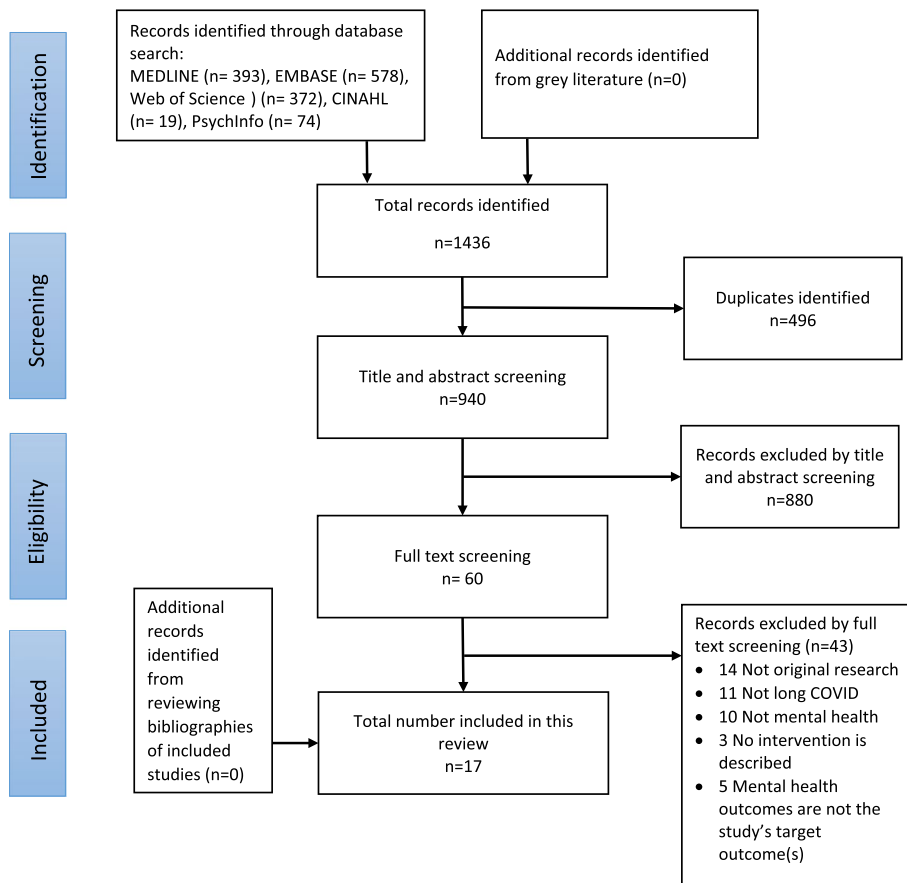 Identification
Records identified through database
search:
MEDLINE (n= 393), EMBASE (n= 578),
Web of Science ) (n= 372), CINAHL
(n= 19), PsychInfo (n= 74)
Additional records identified
from grey literature (n=0)
Total records identified
n=1436
Screening
Duplicates identified
n=496
Title and abstract screening
n=940
Eligibility
Records excluded by title
and abstract screening
n=880
Full text screening
n= 60
Included
Additional
records
identified
from
reviewing
bibliographies
of included
studies (n=0)
Records excluded by full
text screening (n=43)
• 14 Not original research
• 11 Not long COVID
• 10 Not mental health
• 3 No intervention is
described
• 5 Mental health
outcomes are not the
study’s target
outcome(s)
Total number included in this
review
n=17